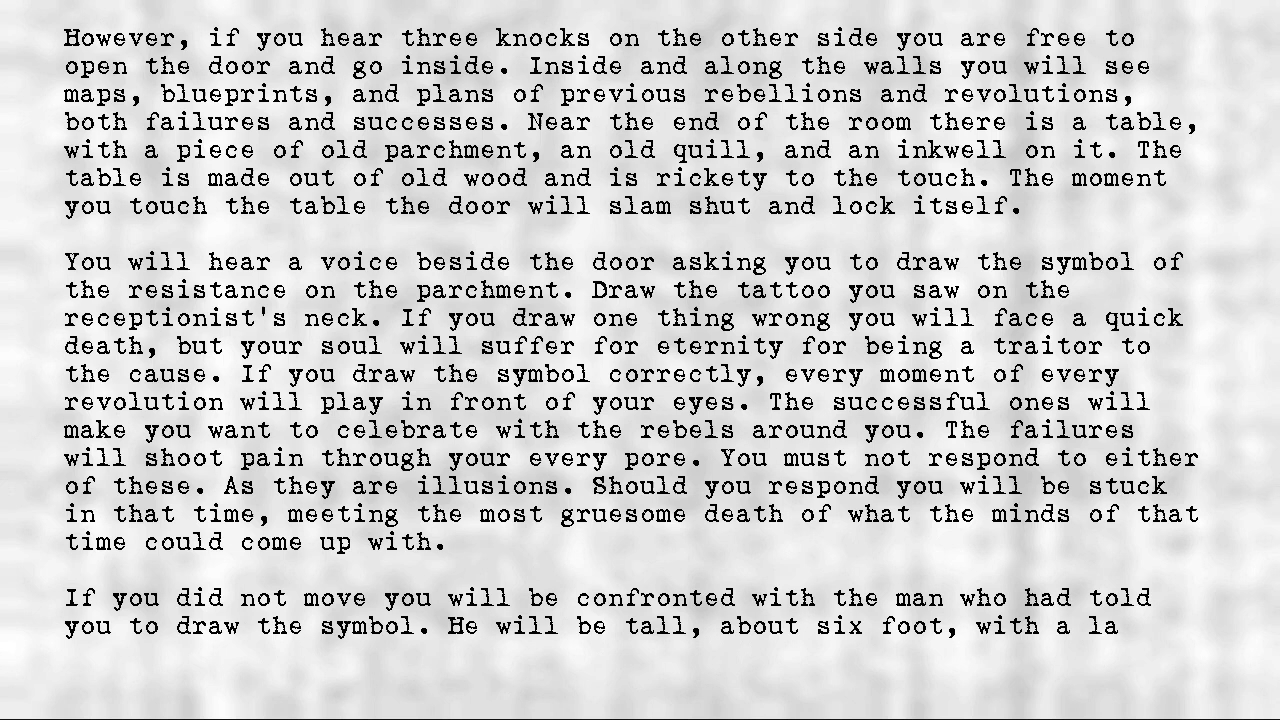 However, if you hear three knocks on the other side you are free to
open the door and go inside. Inside and along the walls you will see
maps, blueprints, and plans of previous rebellions and revolutions,
both failures and successes. Near the end of the room there is a table,
with a piece of old parchment, an old quill, and an inkwell on it. The
table is made out of old wood and is rickety to the touch. The moment
you touch the table the door will slam shut and lock itself.

You will hear a voice beside the door asking you to draw the symbol of
the resistance on the parchment. Draw the tattoo you saw on the
receptionist's neck. If you draw one thing wrong you will face a quick
death, but your soul will suffer for eternity for being a traitor to
the cause. If you draw the symbol correctly, every moment of every
revolution will play in front of your eyes. The successful ones will
make you want to celebrate with the rebels around you. The failures
will shoot pain through your every pore. You must not respond to either
of these. As they are illusions. Should you respond you will be stuck
in that time, meeting the most gruesome death of what the minds of that
time could come up with.

If you did not move you will be confronted with the man who had told
you to draw the symbol. He will be tall, about six foot, with a la